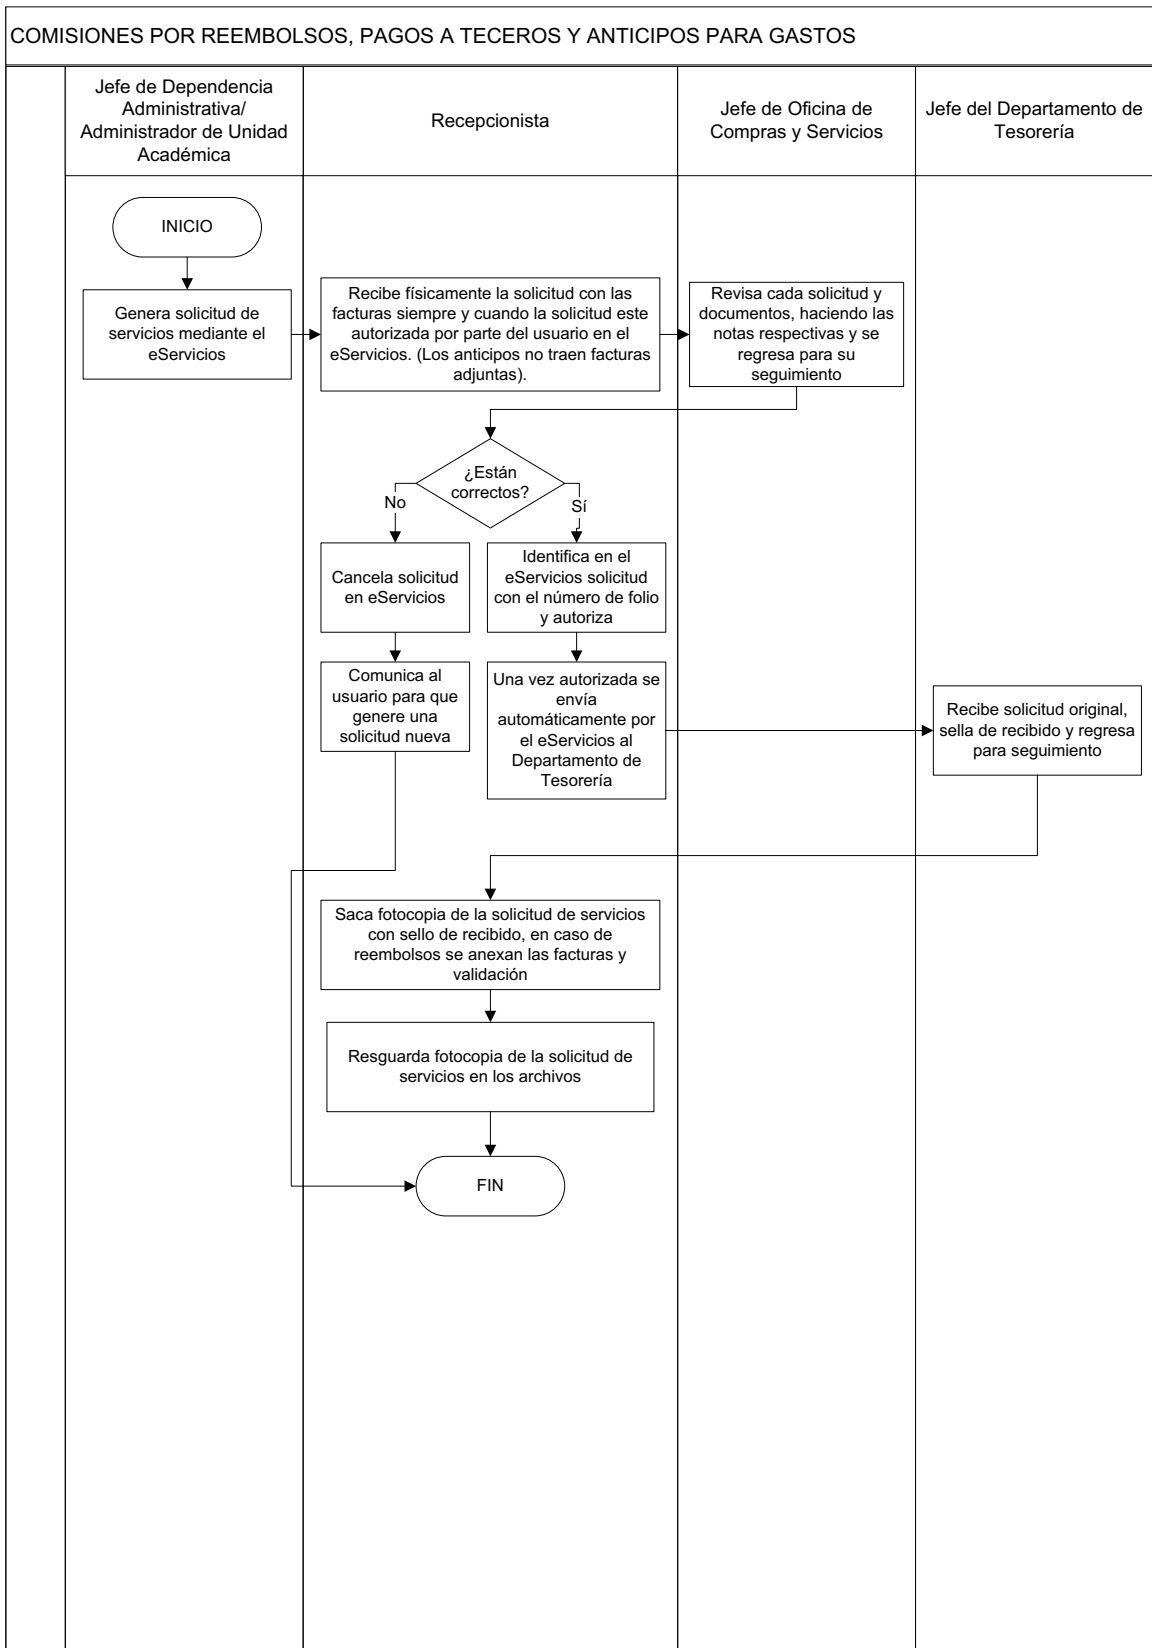 COMISIONES POR REEMBOLSOS, PAGOS A TECEROS Y ANTICIPOS PARA GASTOS
Jefe de Dependencia
Administrativa/
Administrador de Unidad
Académica
Recepcionista
Jefe de Oficina de
Compras y Servicios
Jefe del Departamento de
Tesorería
INICIO
Genera solicitud de
servicios mediante el
eServicios
Recibe físicamente la solicitud con las
facturas siempre y cuando la solicitud este
autorizada por parte del usuario en el
eServicios. (Los anticipos no traen facturas
adjuntas).
Revisa cada solicitud y
documentos, haciendo las
notas respectivas y se
regresa para su
seguimiento
¿Están
correctos?
No
Sí
Cancela solicitud
en eServicios
Identifica en el
eServicios solicitud
con el número de folio
y autoriza
Comunica al
usuario para que
genere una
solicitud nueva
Una vez autorizada se
envía
automáticamente por
el eServicios al
Departamento de
Tesorería
Recibe solicitud original,
sella de recibido y regresa
para seguimiento
Saca fotocopia de la solicitud de servicios
con sello de recibido, en caso de
reembolsos se anexan las facturas y
validación
Resguarda fotocopia de la solicitud de
servicios en los archivos
FIN